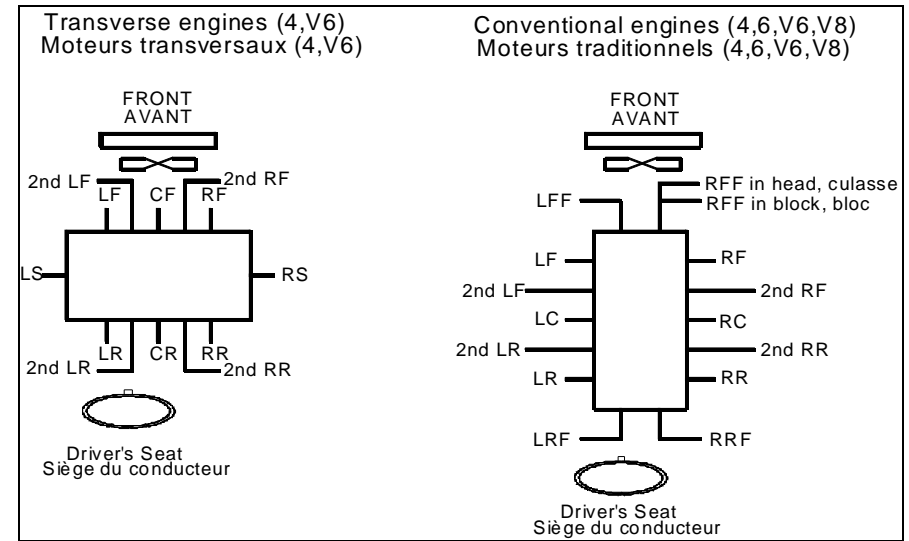 Transverse engines (4,V6)
Moteurs transversaux (4,V6)
FRONT
AVANT
2nd LF
2nd RF
LF CF RF
LS
RS
LR CR RR
2nd LR
2nd RR
Driver's Seat
Siège du conducteur
Conventional engines (4,6,V6,V8)
Moteurs traditionnels (4,6,V6,V8)
FRONT
AVANT
RFF in head, culasse
LFF
RFF in block, bloc
LF
RF
2nd LF
2nd RF
LC
RC
2nd LR
2nd RR
LR
RR
LRF
RRF
Driver's Seat
Siège du conducteur